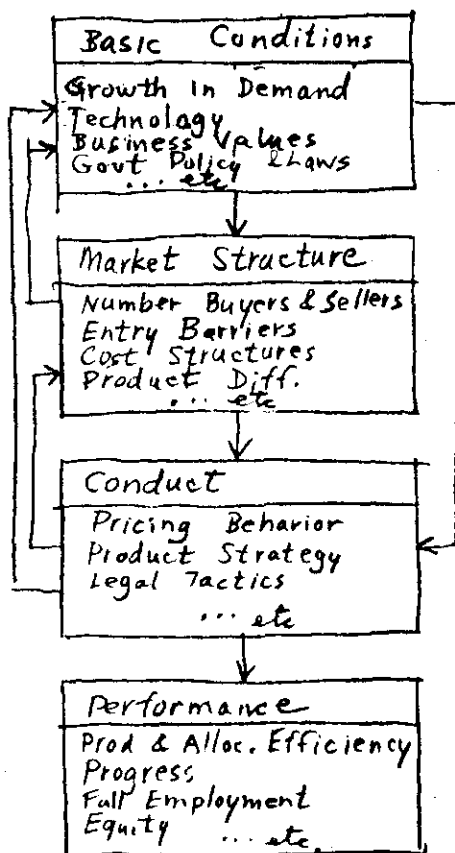 Basic Conditions
Growth In Demand
Technology
Business Values
Govt Policy & Laws
... etc
Market Structure
Number Buyers & Sellers
Entry Barriers
Cost Structures
Product Diff.
... etc
Conduct
Pricing Behavior
Product Strategy
Legal Tactics
... etc
Performance
Prod & Alloc. Efficiency
Progress
Full Employment
Equity ... etc.